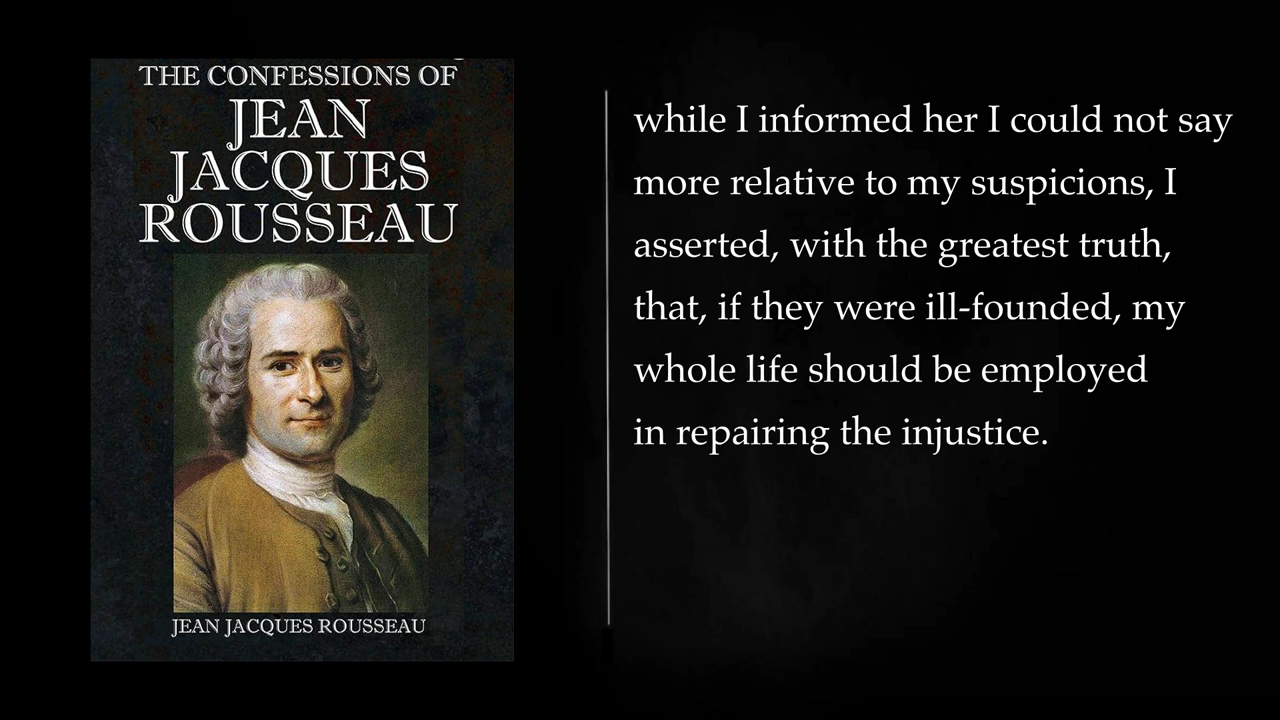 THE CONFESSIONS OF
JEAN
JACQUES
ROUSSEAU
JEAN JACQUES ROUSSEAU
while I informed her I could not say
more relative to my suspicions, I
asserted, with the greatest truth,
that, if they were ill-founded, my
whole life should be employed
in repairing the injustice.